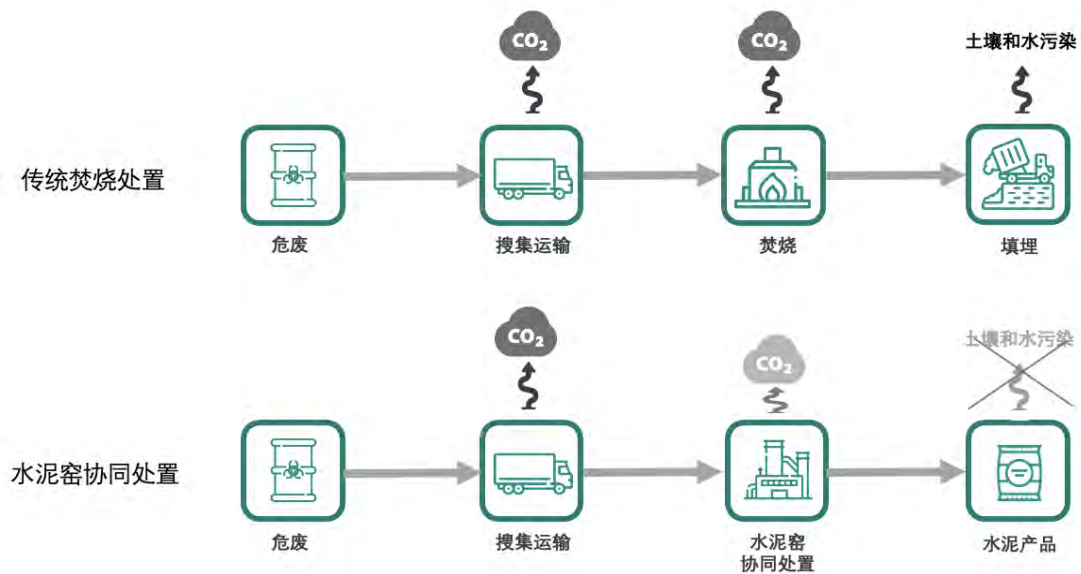 CO₂
CO₂
土壤和水污染
传统焚烧处置
危废
搜集运输
焚烧
填埋
CO₂
CO₂
土壤和水污染
水泥窑协同处置
危废
搜集运输
水泥窑
协同处置
水泥产品